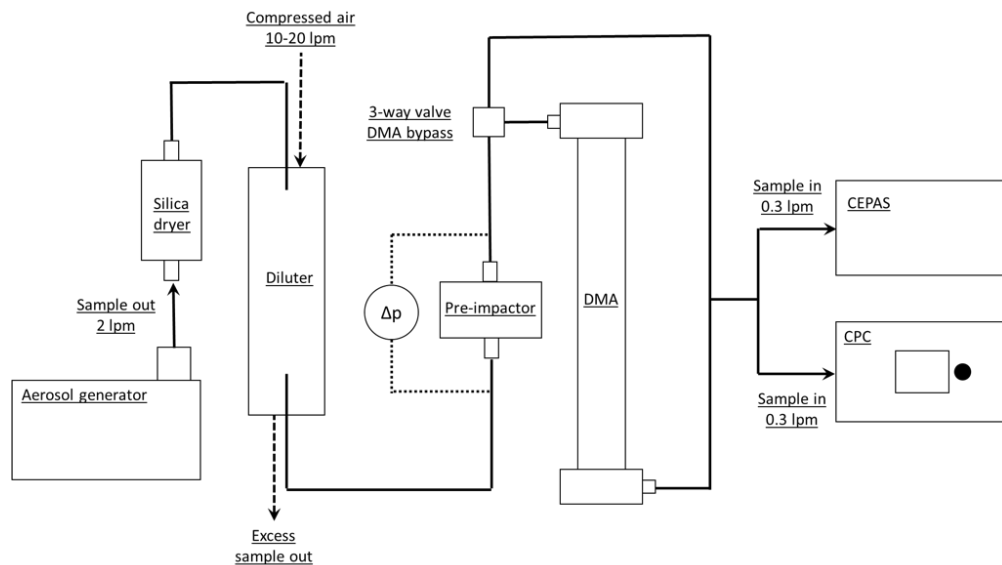 Compressed air
10-20 lpm
3-way valve
DMA bypass
Silica
dryer
Sample in
0.3 lpm
CEPAS
Diluter
Sample out
2 lpm
Δp
Pre-impactor
DMA
CPC
Aerosol generator
Sample in
0.3 lpm
Excess
sample out